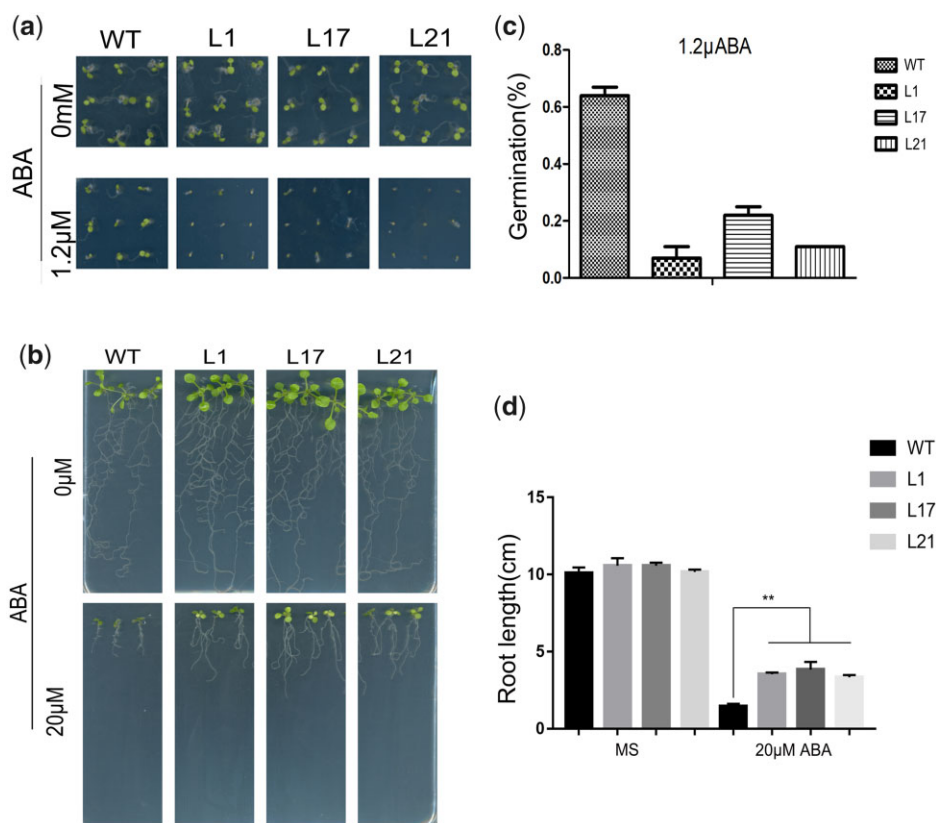 (a)
WT L1 L17 L21
ABA
0mM
1.2μM
(c)
1.2μABA
Germination(%)
0.8
0.6
0.4
0.2
0.0
WT
L1
L17
L21
(b)
WT L1 L17 L21
ABA
0μM
20μM
(d)
WT
L1
L17
L21
Root length(cm)
15
10
5
0
**
MS 20μM ABA